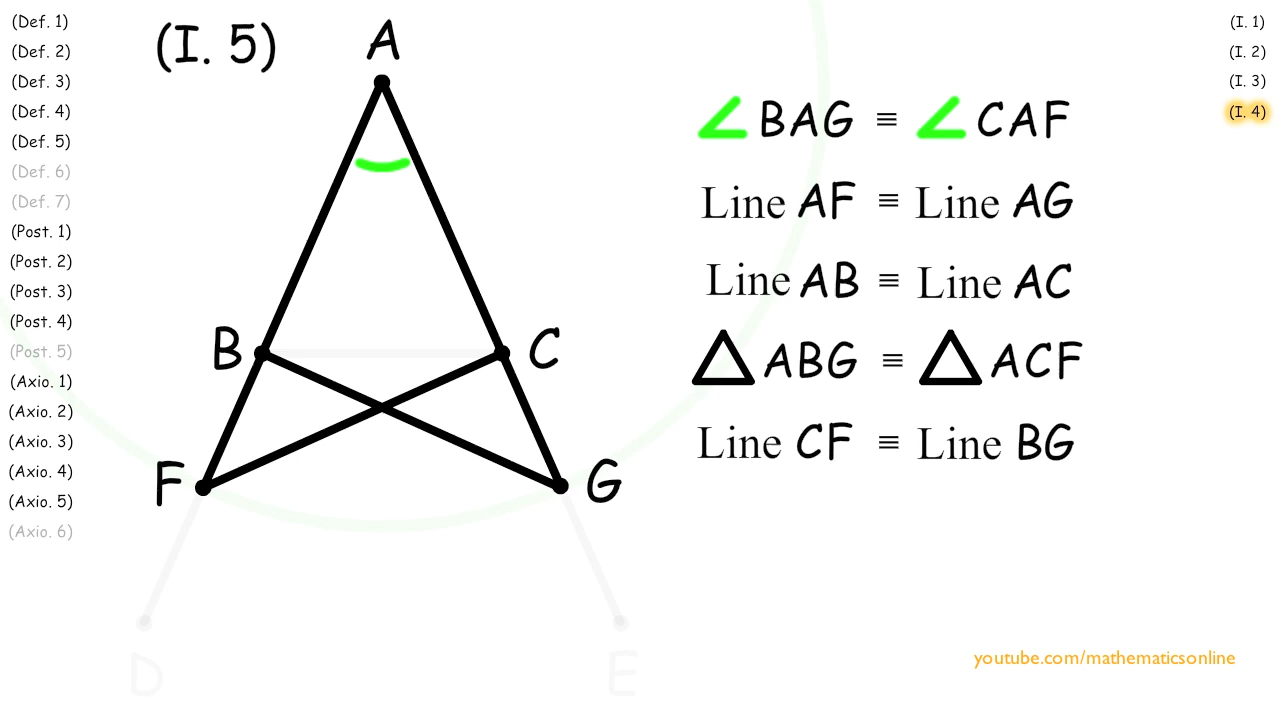 (Def. 1)
(Def. 2)
(Def. 3)
(Def. 4)
(Def. 5)
(Def. 6)
(Def. 7)
(Post. 1)
(Post. 2)
(Post. 3)
(Post. 4)
(Post. 5)
(Axio. 1)
(Axio. 2)
(Axio. 3)
(Axio. 4)
(Axio. 5)
(Axio. 6)
(I. 5)
A
B
C
F
G
D
E
∠BAG ≡ ∠CAF
Line AF ≡ Line AG
Line AB ≡ Line AC
△ABG ≡ △ACF
Line CF ≡ Line BG
(I. 1)
(I. 2)
(I. 3)
(I. 4)
youtube.com/mathematicsonline